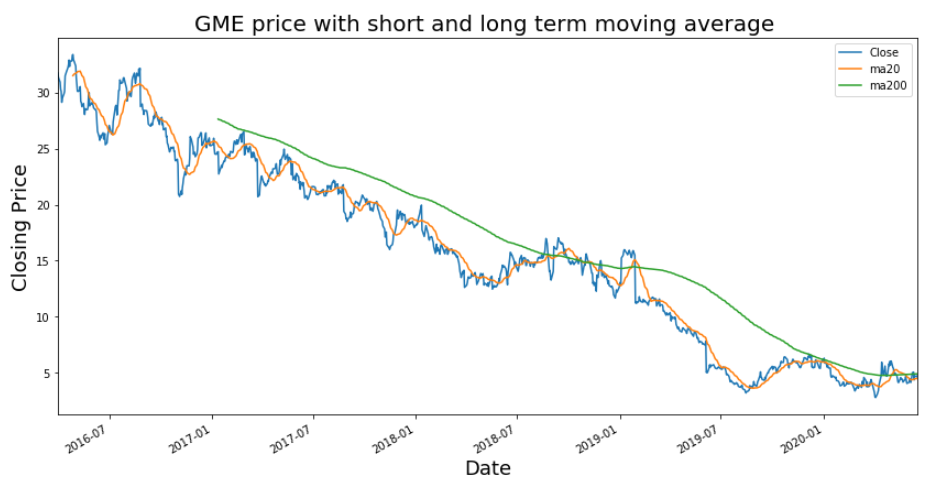 GME price with short and long term moving average
Close
ma20
ma200
Closing Price
30
25
20
15
10
5
2016-07
2017-01
2017-07
2018-01
2018-07
2019-01
2019-07
2020-01
Date